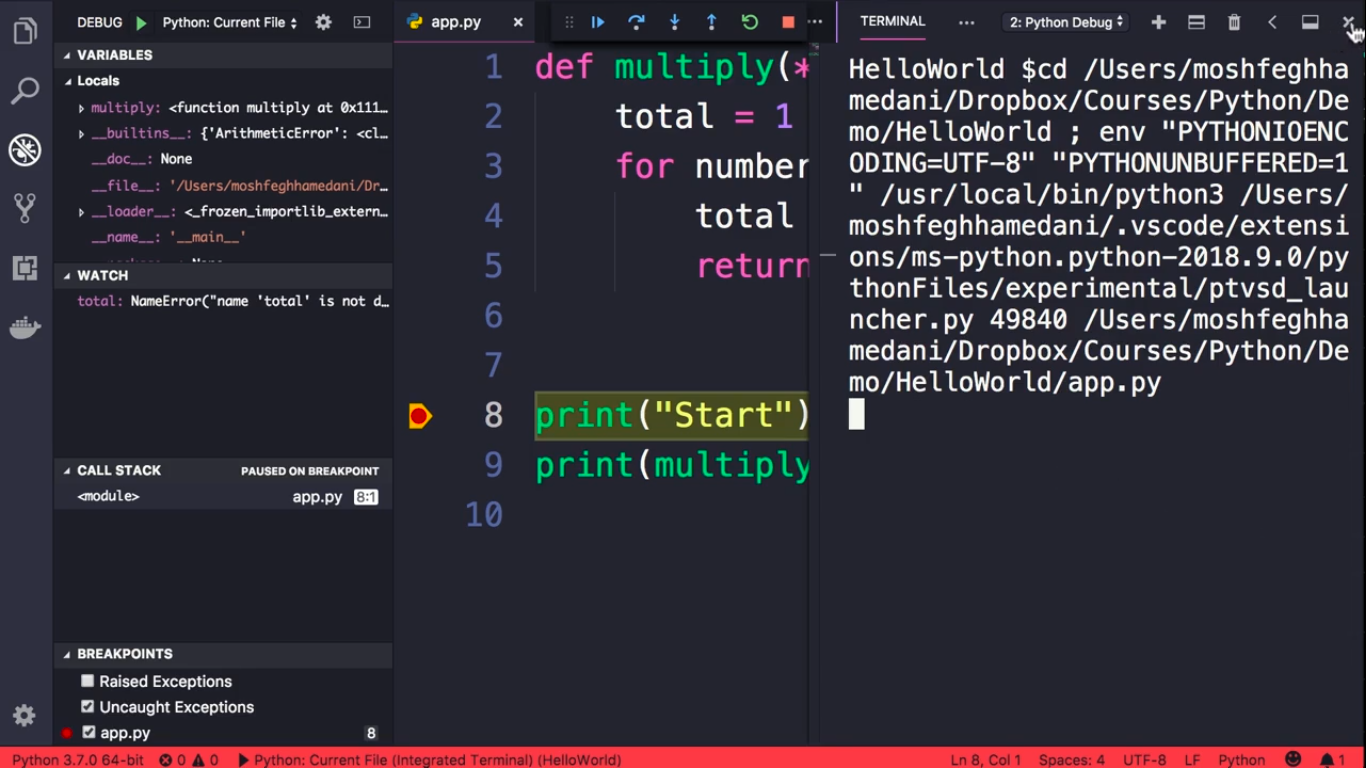 DEBUG Python: Current File
VARIABLES
Locals
multiply: <function multiply at 0x111...
__builtins__: {'ArithmeticError': <cl...
__doc__: None
__file__: '/Users/moshfeghhamedani/Dr...
__loader__: <_frozen_importlib_extern...
__name__: '__main__'
WATCH
total: NameError("name 'total' is not d...
CALL STACK PAUSED ON BREAKPOINT
<module> app.py 8:1
BREAKPOINTS
Raised Exceptions
Uncaught Exceptions
app.py 8
app.py
1 def multiply(*
2 total = 1
3 for number
4 total
5 return
6
7
8 print("Start")
9 print(multiply
10
TERMINAL ... 2: Python Debug
HelloWorld $cd /Users/moshfeghha
medani/Dropbox/Courses/Python/De
mo/HelloWorld ; env "PYTHONIOENC
ODING=UTF-8" "PYTHONUNBUFFERED=1
" /usr/local/bin/python3 /Users/
moshfeghhamedani/.vscode/extensi
ons/ms-python.python-2018.9.0/py
thonFiles/experimental/ptvsd_lau
ncher.py 49840 /Users/moshfeghha
medani/Dropbox/Courses/Python/De
mo/HelloWorld/app.py
Python 3.7.0 64-bit 0 0 Python: Current File (Integrated Terminal) (HelloWorld) Ln 8, Col 1 Spaces: 4 UTF-8 LF Python 1